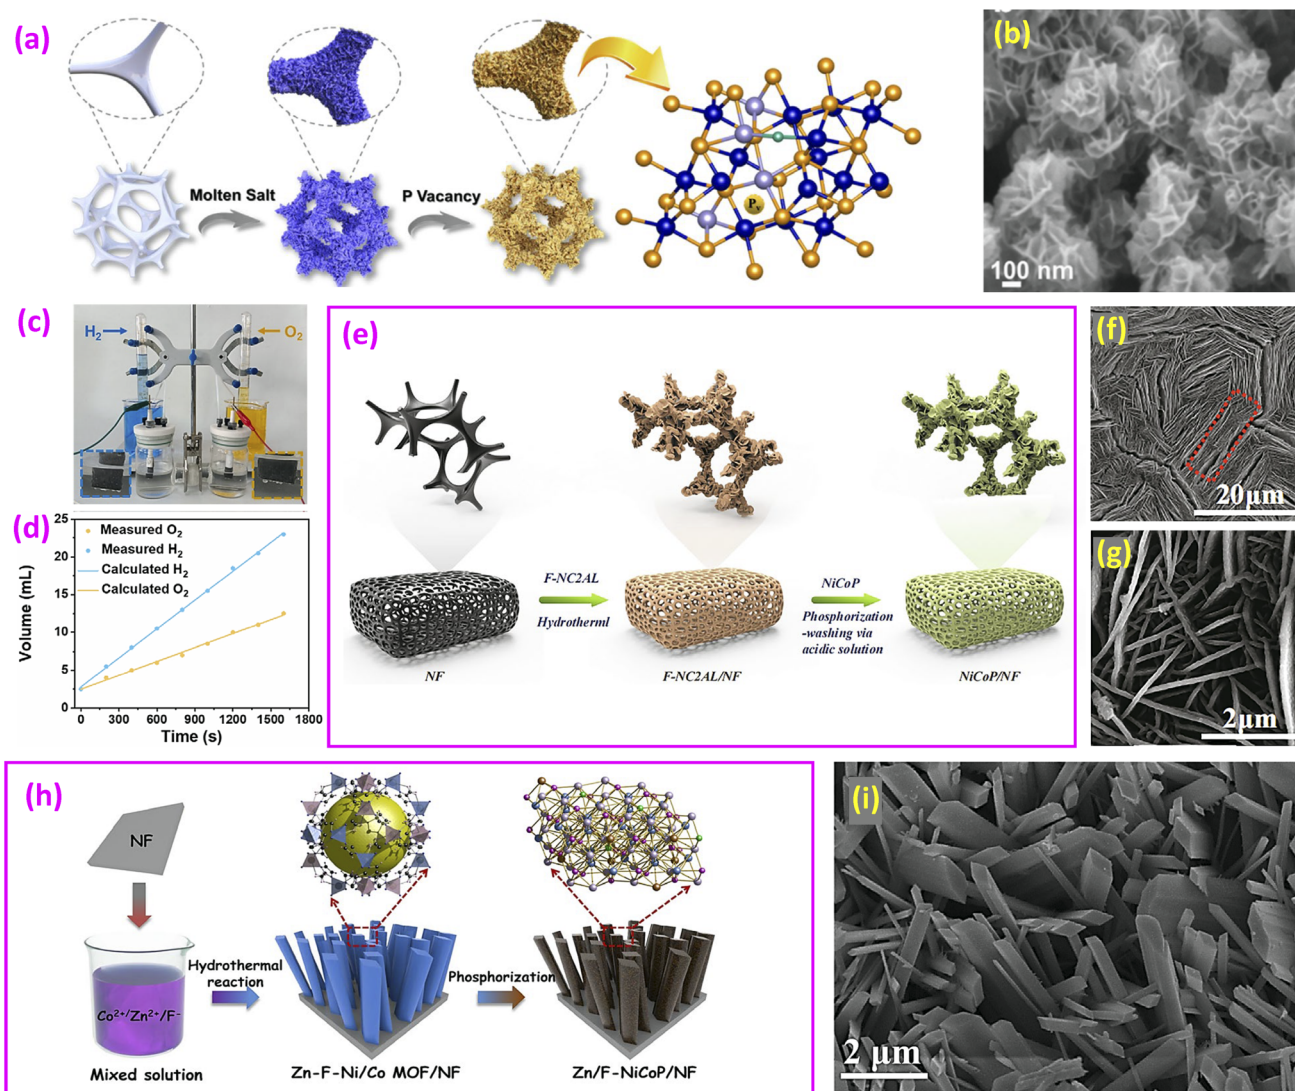 (a)
Molten Salt
P Vacancy
Pᵥ
(b)
100 nm
(c)
H₂
O₂
(d)
25
20
15
10
5
0
Volume (mL)
Measured O₂
Measured H₂
Calculated H₂
Calculated O₂
0 300 600 900 1200 1500 1800
Time (s)
(e)
F-NC2AL
Hydrotherml
NiCoP
Phosphorization
-washing via
acidic solution
NF
F-NC2AL/NF
NiCoP/NF
(f)
20μm
(g)
2μm
(h)
NF
Co²⁺/Zn²⁺/F⁻
Mixed solution
Hydrothermal
reaction
Zn-F-Ni/Co MOF/NF
Phosphorization
Zn/F-NiCoP/NF
(i)
2 μm